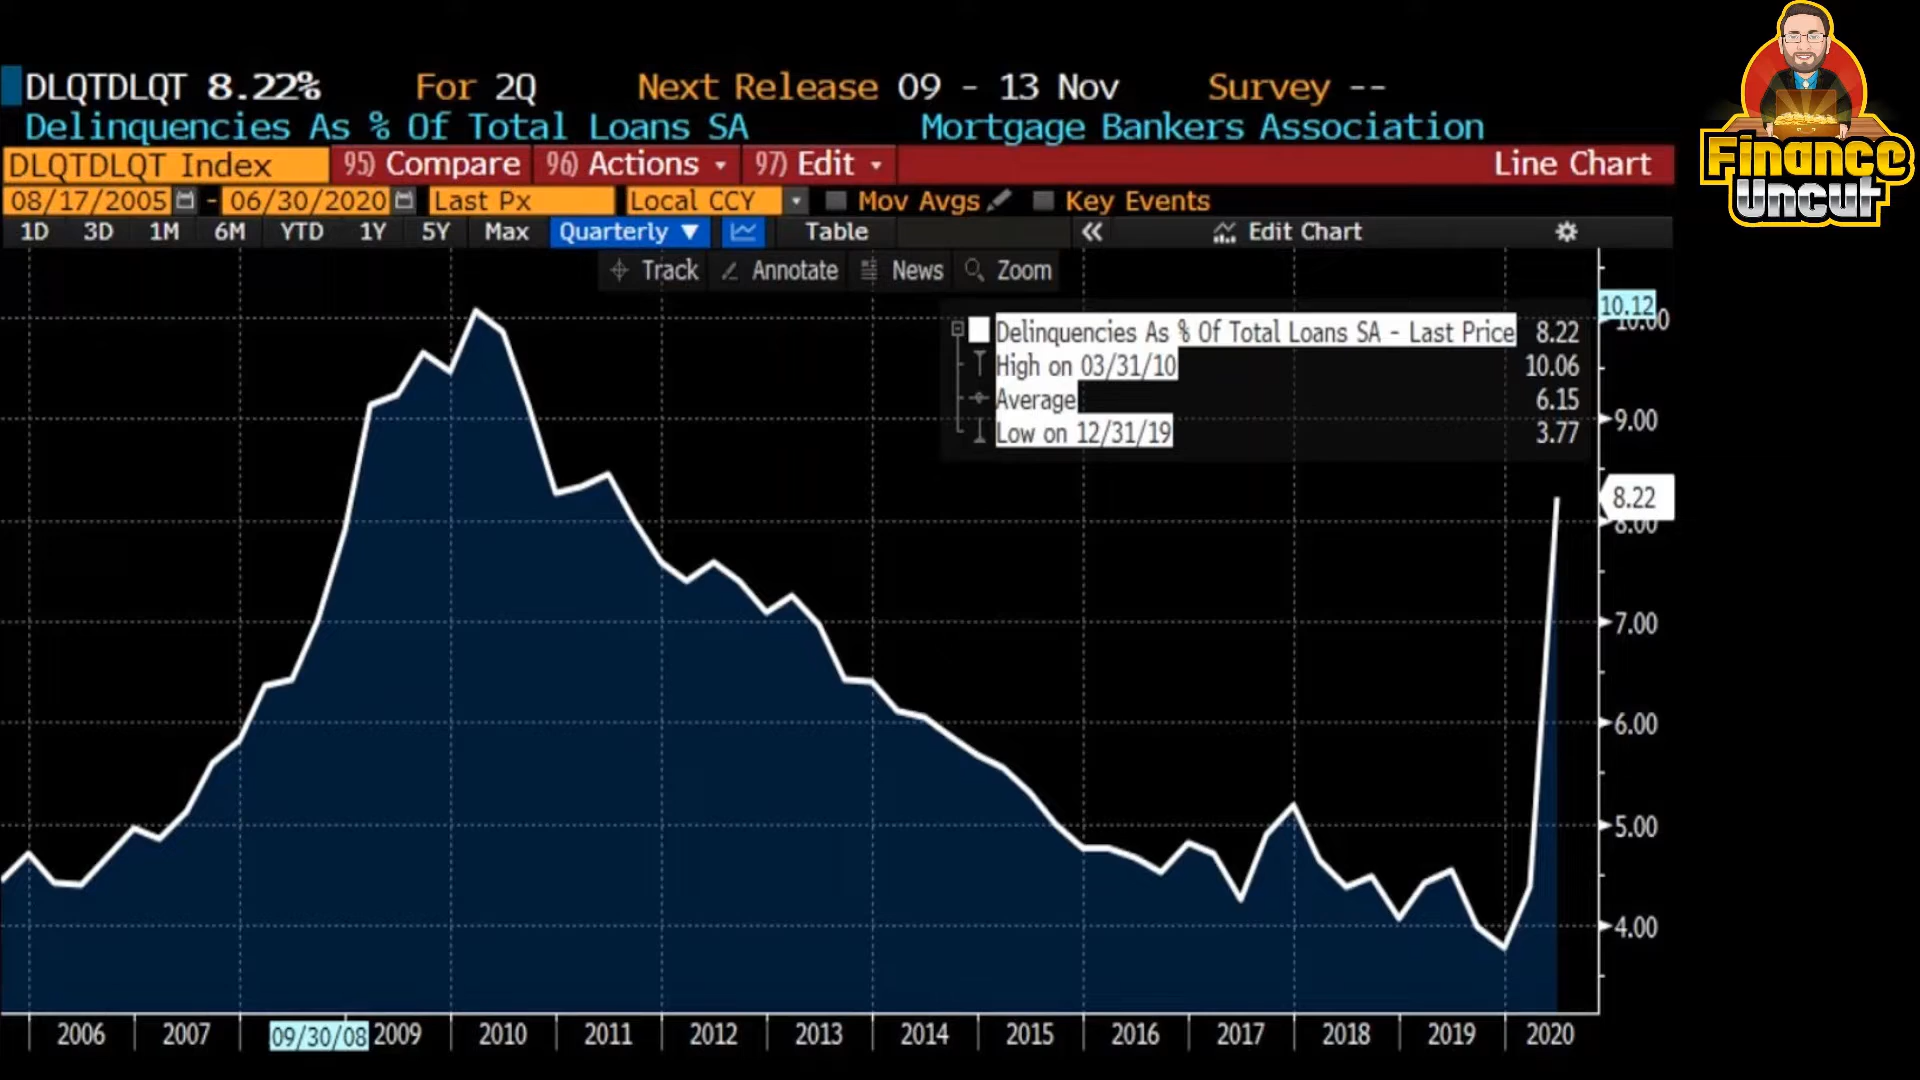 DLQTDLQT 8.22% For 2Q Next Release 09 - 13 Nov Survey --
Delinquencies As % Of Total Loans SA Mortgage Bankers Association
DLQTDLQT Index 95) Compare 96) Actions 97) Edit Line Chart
08/17/2005 - 06/30/2020 Last Px Local CCY Mov Avgs Key Events
1D 3D 1M 6M YTD 1Y 5Y Max Quarterly ▼ Table « Edit Chart
Track Annotate News Zoom
Finance
Uncut
Delinquencies As % Of Total Loans SA - Last Price 8.22
High on 03/31/10 10.06
Average 6.15
Low on 12/31/19 3.77
10.12
10.00
9.00
8.22
8.00
7.00
6.00
5.00
4.00
2006 2007 09/30/08 2009 2010 2011 2012 2013 2014 2015 2016 2017 2018 2019 2020